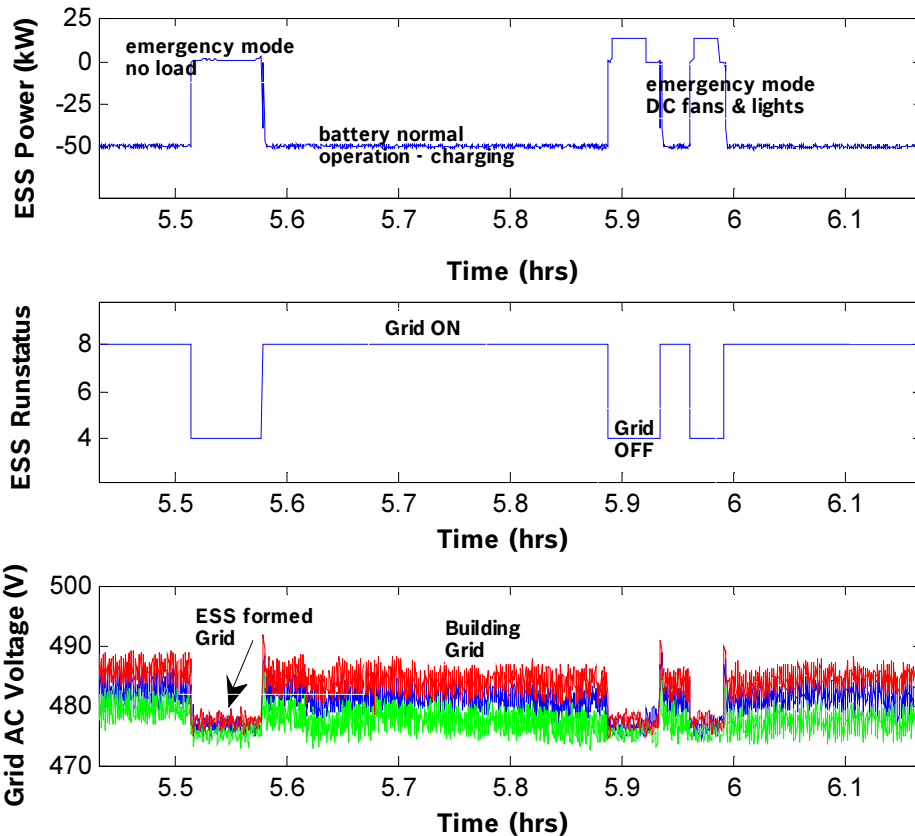 ESS Power (kW)
25
0
-25
-50
emergency mode
no load
battery normal
operation - charging
emergency mode
DC fans & lights
5.5 5.6 5.7 5.8 5.9 6 6.1
Time (hrs)
ESS Runstatus
8
6
4
Grid ON
Grid
OFF
5.5 5.6 5.7 5.8 5.9 6 6.1
Time (hrs)
Grid AC Voltage (V)
500
490
480
470
ESS formed
Grid
Building
Grid
5.5 5.6 5.7 5.8 5.9 6 6.1
Time (hrs)